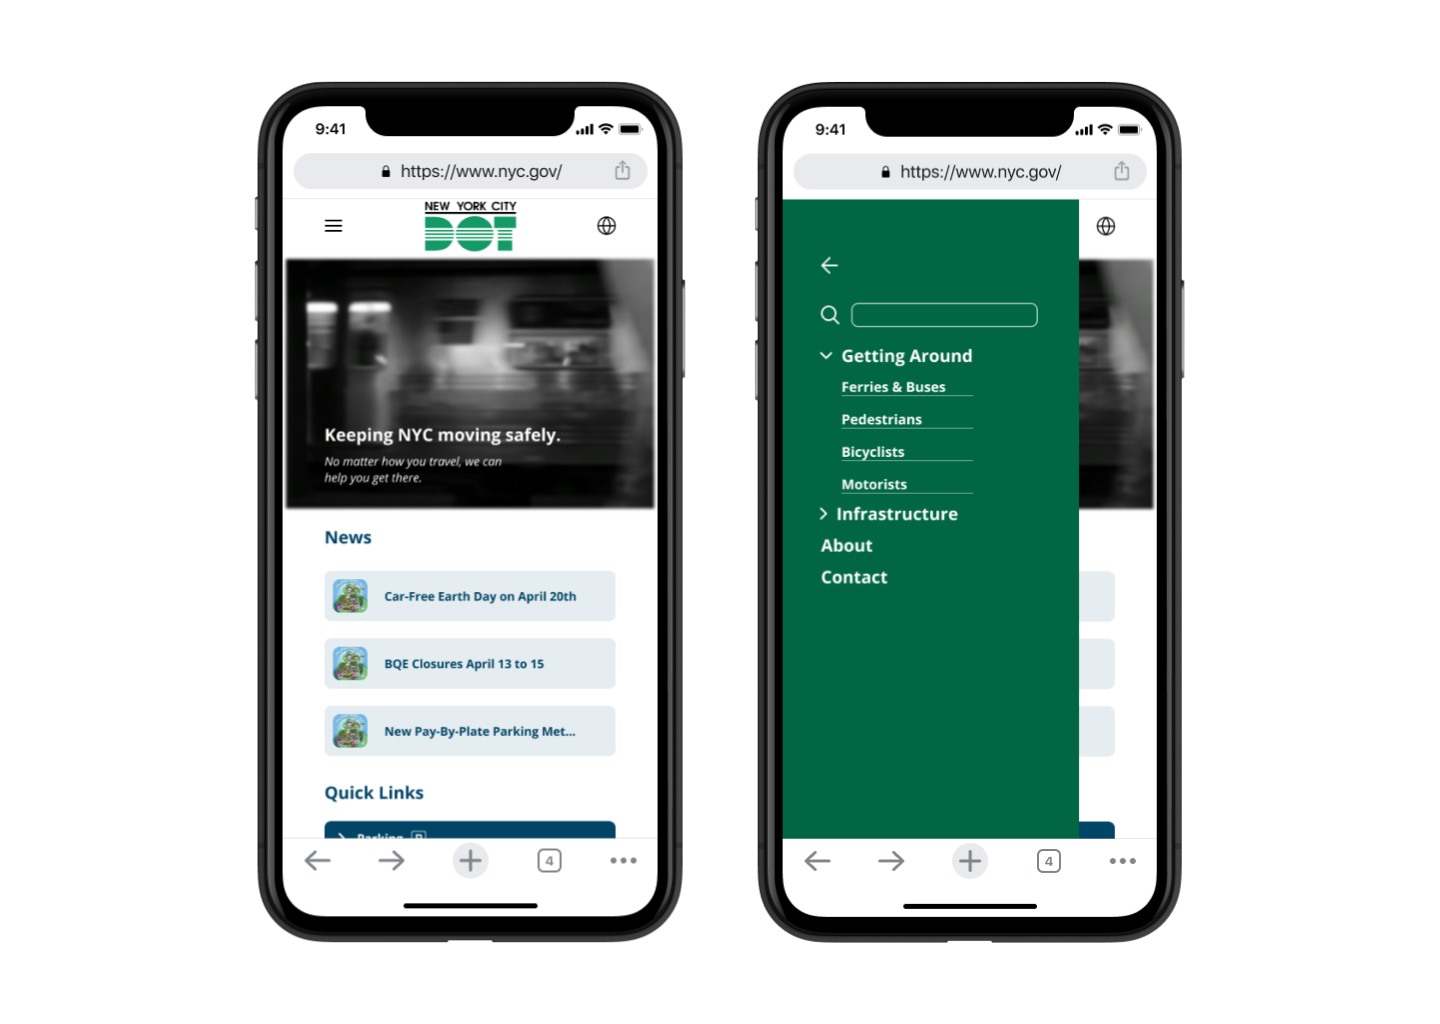 9:41
https://www.nyc.gov/
NEW YORK CITY
DOT
Keeping NYC moving safely.
No matter how you travel, we can
help you get there.
News
Car-Free Earth Day on April 20th
BQE Closures April 13 to 15
New Pay-By-Plate Parking Met...
Quick Links
Parking P
4
9:41
https://www.nyc.gov/
Getting Around
Ferries & Buses
Pedestrians
Bicyclists
Motorists
Infrastructure
About
Contact
4